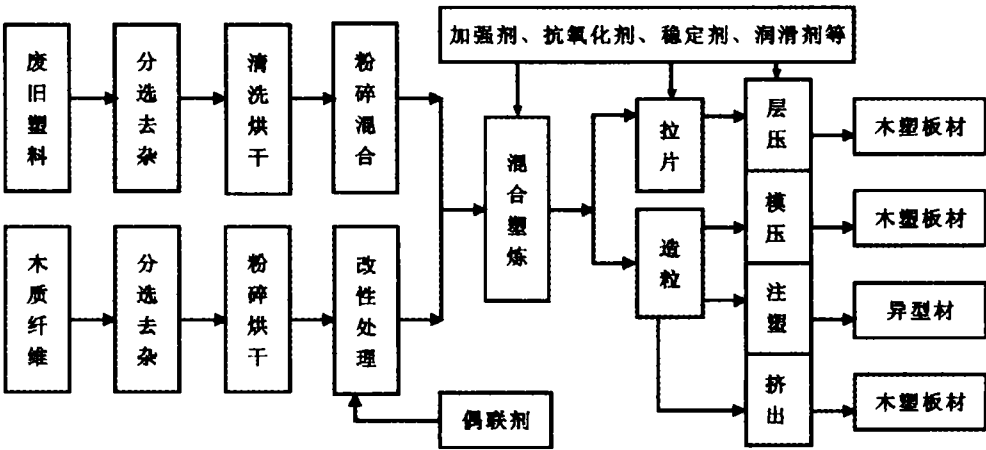 加强剂、抗氧化剂、稳定剂、润滑剂等
废旧塑料
分选去杂
清洗烘干
粉碎混合
木质纤维
分选去杂
粉碎烘干
改性处理
偶联剂
混合塑炼
拉片
造粒
层压
模压
注塑
挤出
木塑板材
木塑板材
异型材
木塑板材